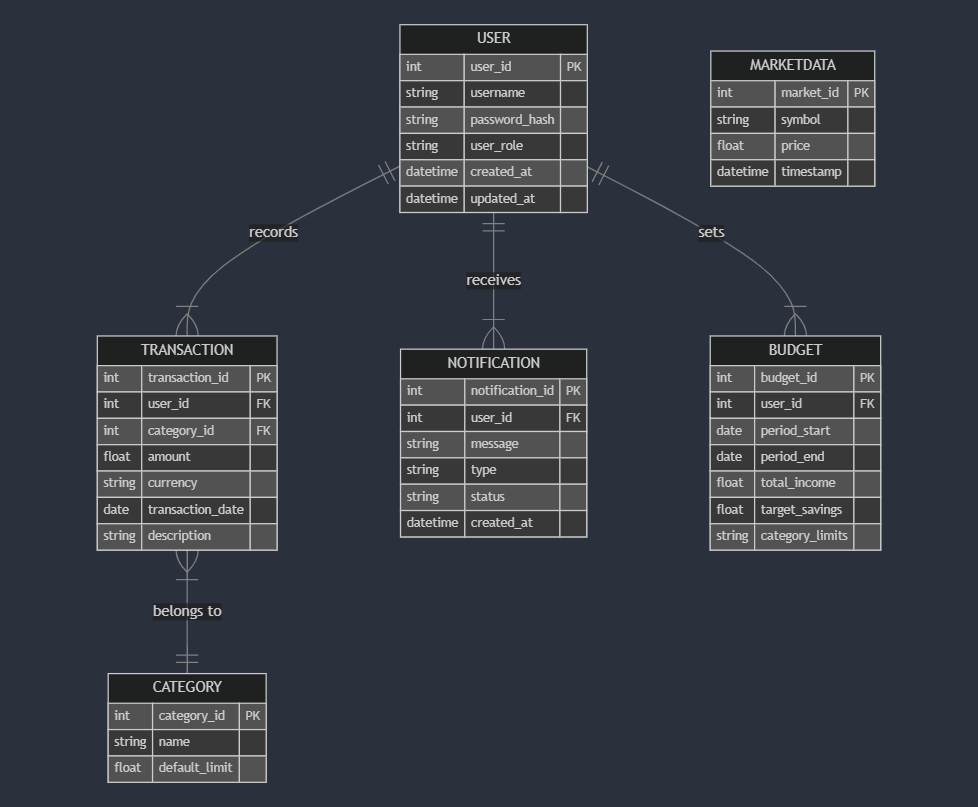 USER
int user_id PK
string username
string password_hash
string user_role
datetime created_at
datetime updated_at
MARKETDATA
int market_id PK
string symbol
float price
datetime timestamp
records
receives
sets
TRANSACTION
int transaction_id PK
int user_id FK
int category_id FK
float amount
string currency
date transaction_date
string description
NOTIFICATION
int notification_id PK
int user_id FK
string message
string type
string status
datetime created_at
BUDGET
int budget_id PK
int user_id FK
date period_start
date period_end
float total_income
float target_savings
string category_limits
belongs to
CATEGORY
int category_id PK
string name
float default_limit